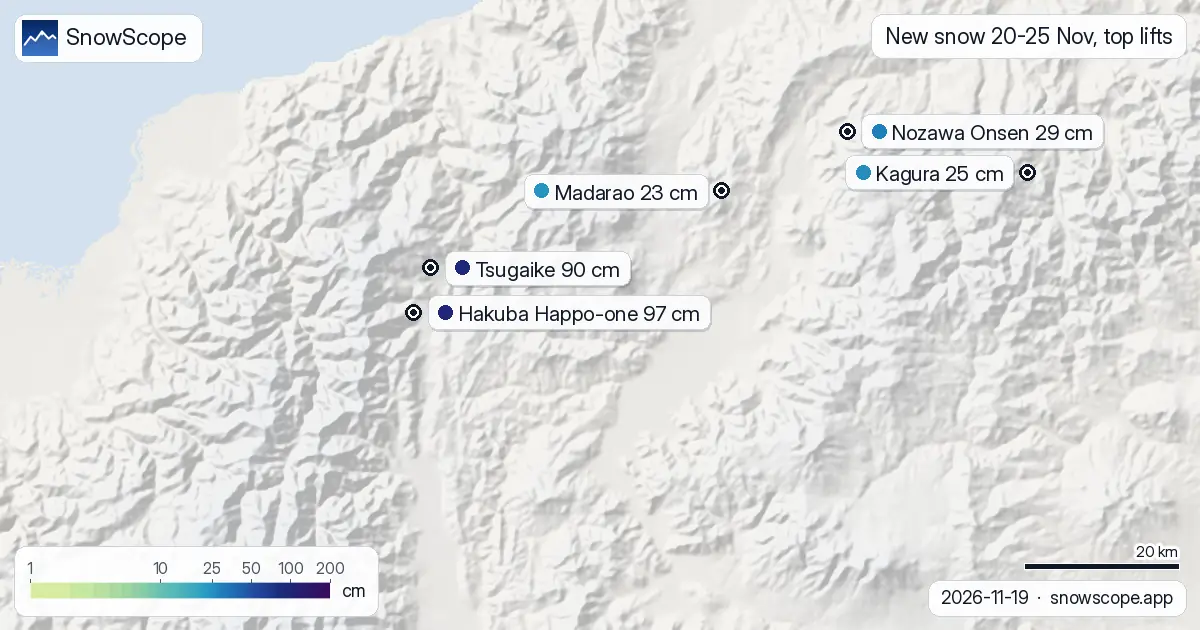 SnowScope
New snow 20-25 Nov, top lifts
Nozawa Onsen 29 cm
Kagura 25 cm
Madarao 23 cm
Tsugaike 90 cm
Hakuba Happo-one 97 cm
1 10 25 50 100 200
cm
20 km
2026-11-19 · snowscope.app